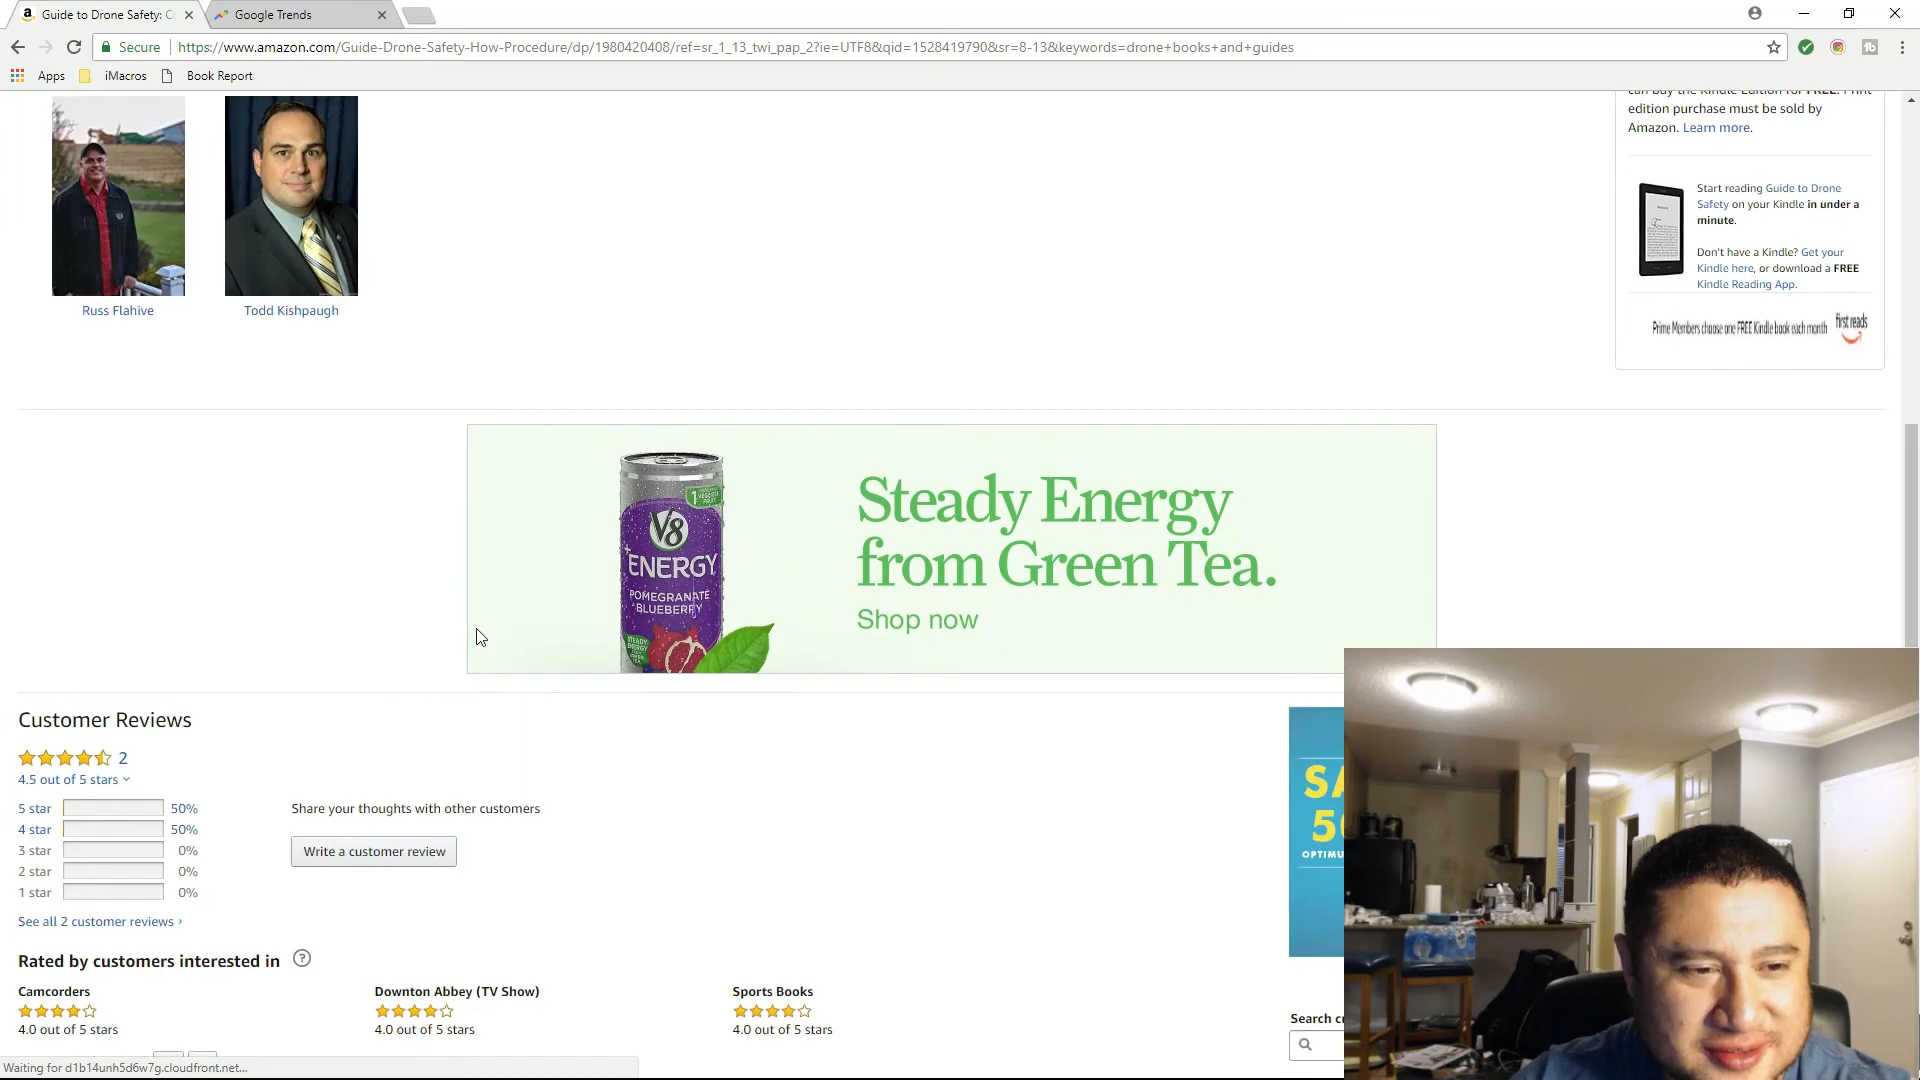 Guide to Drone Safety: Co
Google Trends
Secure
https://www.amazon.com/Guide-Drone-Safety-How-Procedure/dp/1980420408/ref=sr_1_13_twi_pap_2?ie=UTF8&qid=1528419790&sr=8-13&keywords=drone+books+and+guides
Apps
iMacros
Book Report
can buy the Kindle Edition for FREE. Print
edition purchase must be sold by
Amazon. Learn more.
Start reading Guide to Drone
Safety on your Kindle in under a
minute.
Don't have a Kindle? Get your
Kindle here, or download a FREE
Kindle Reading App.
Prime Members choose one FREE Kindle book each month
first reads
Russ Flahive
Todd Kishpaugh
V8
+ENERGY
POMEGRANATE
BLUEBERRY
STEADY
ENERGY
Steady Energy
from Green Tea.
Shop now
Customer Reviews
2
4.5 out of 5 stars
5 star 50%
4 star 50%
3 star 0%
2 star 0%
1 star 0%
See all 2 customer reviews ›
Share your thoughts with other customers
Write a customer review
SA
50
OPTIMU
Rated by customers interested in ?
Camcorders
4.0 out of 5 stars
Downton Abbey (TV Show)
4.0 out of 5 stars
Sports Books
4.0 out of 5 stars
Search cu
Waiting for d1b14unh5d6w7g.cloudfront.net...